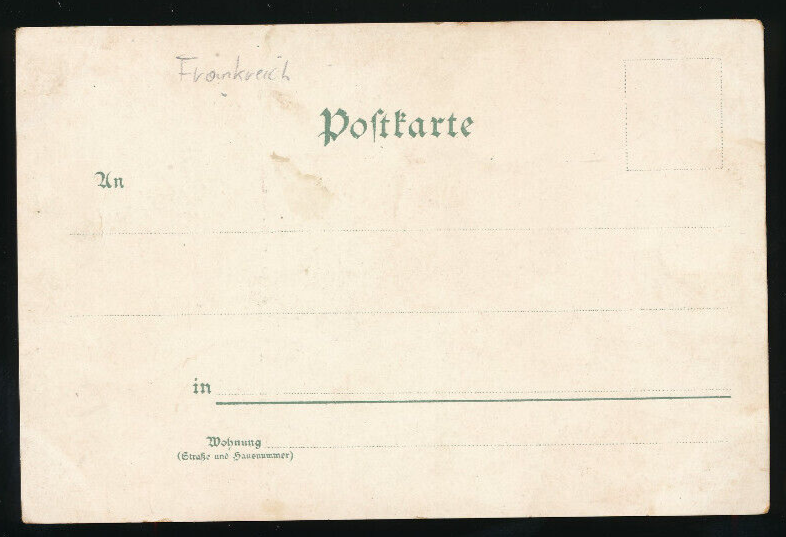 Frankreich
Postkarte
An
in
Wohnung
(Straße und Hausnummer)